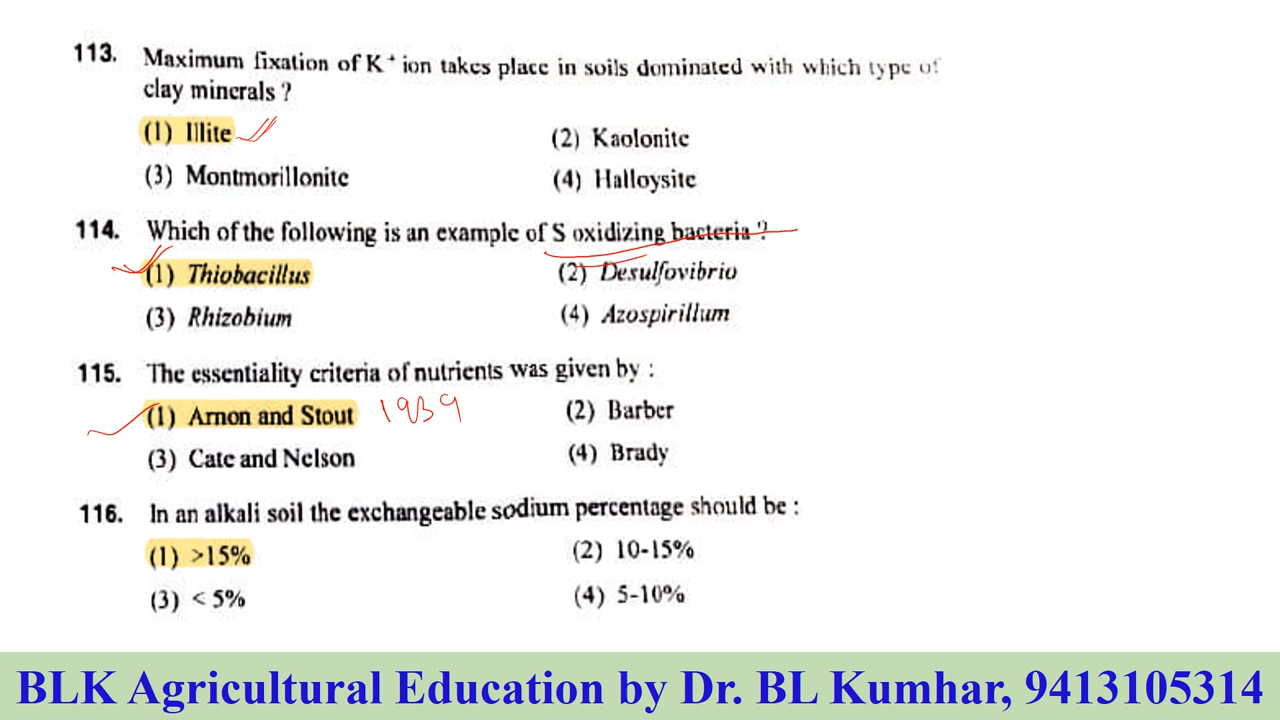 113. Maximum fixation of K+ ion takes place in soils dominated with which type of
clay minerals ?
(1) Illite (2) Kaolonite
(3) Montmorillonite (4) Halloysite
114. Which of the following is an example of S oxidizing bacteria ?
(1) Thiobacillus (2) Desulfovibrio
(3) Rhizobium (4) Azospirillum
115. The essentiality criteria of nutrients was given by :
(1) Arnon and Stout 1939 (2) Barber
(3) Cate and Nelson (4) Brady
116. In an alkali soil the exchangeable sodium percentage should be :
(1) >15% (2) 10-15%
(3) < 5% (4) 5-10%
BLK Agricultural Education by Dr. BL Kumhar, 9413105314